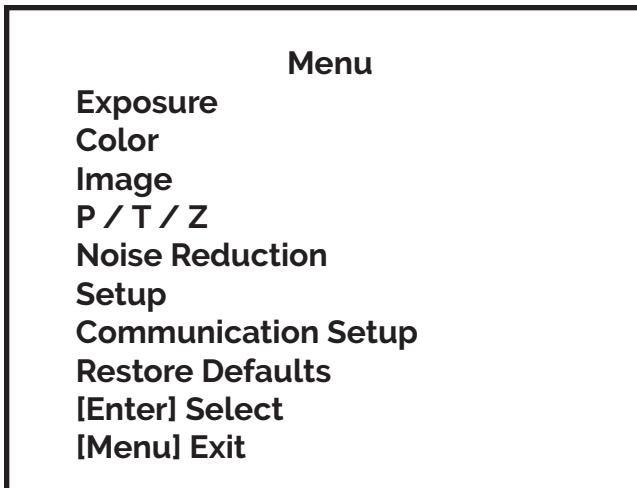 Menu
Exposure
Color
Image
P / T / Z
Noise Reduction
Setup
Communication Setup
Restore Defaults
[Enter] Select
[Menu] Exit